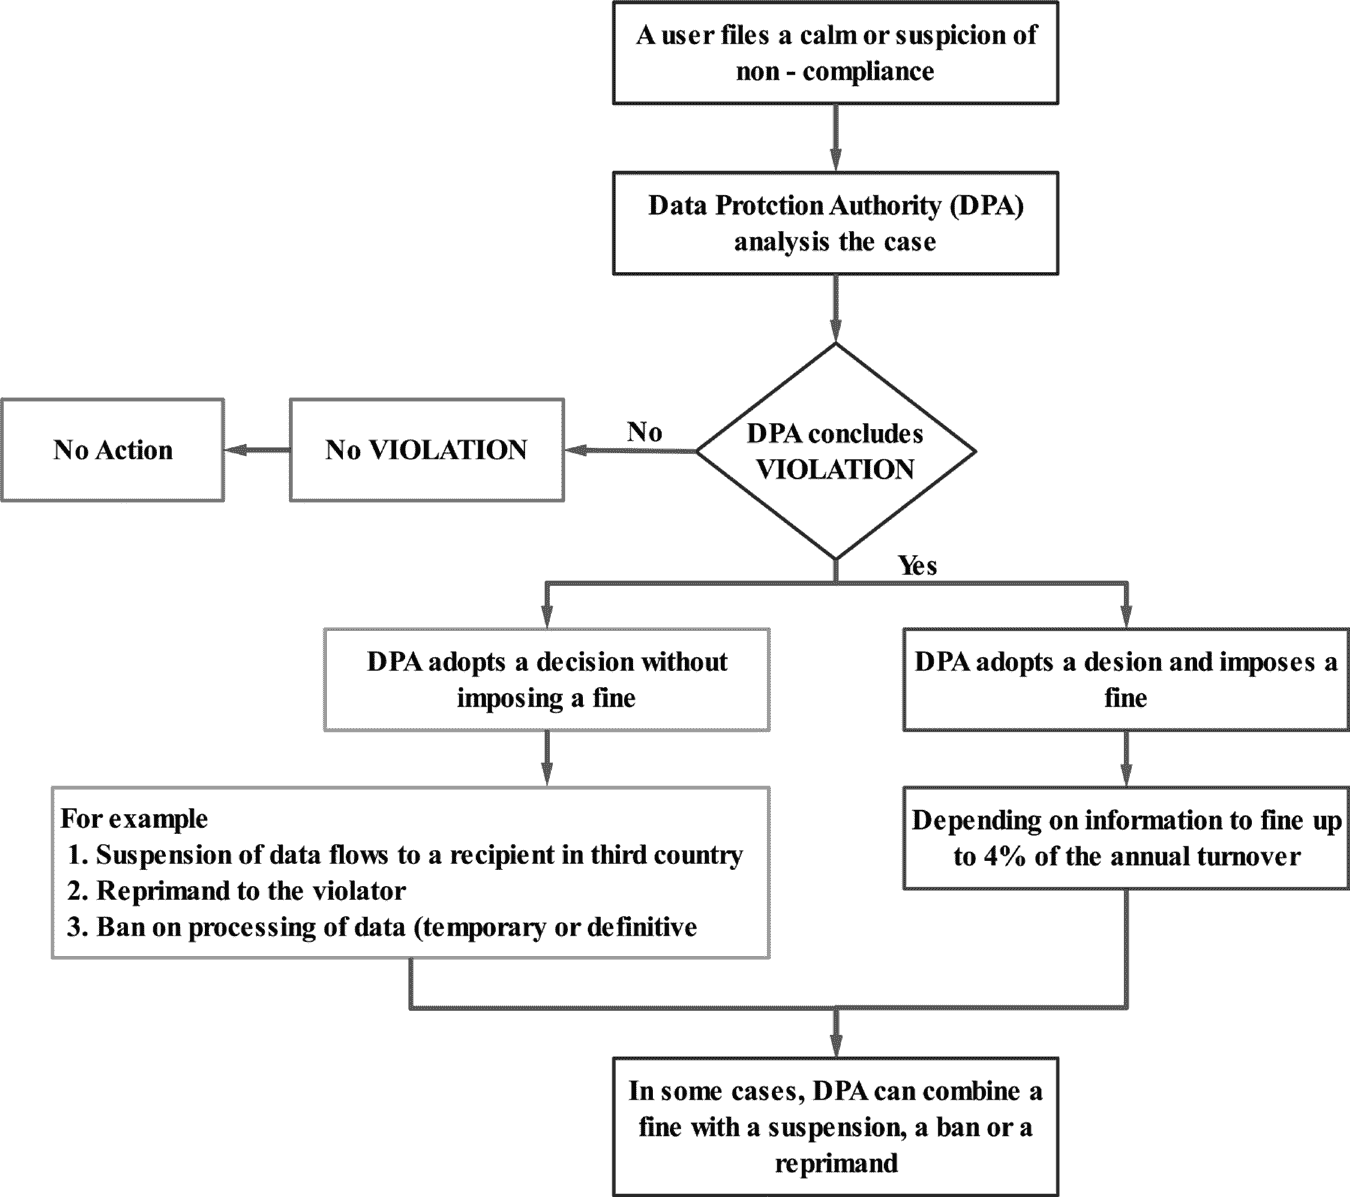 A user files a calm or suspicion of
non - compliance
Data Protction Authority (DPA)
analysis the case
DPA concludes
VIOLATION
No
No VIOLATION
No Action
Yes
DPA adopts a decision without
imposing a fine
DPA adopts a desion and imposes a
fine
For example
1. Suspension of data flows to a recipient in third country
2. Reprimand to the violator
3. Ban on processing of data (temporary or definitive
Depending on information to fine up
to 4% of the annual turnover
In some cases, DPA can combine a
fine with a suspension, a ban or a
reprimand